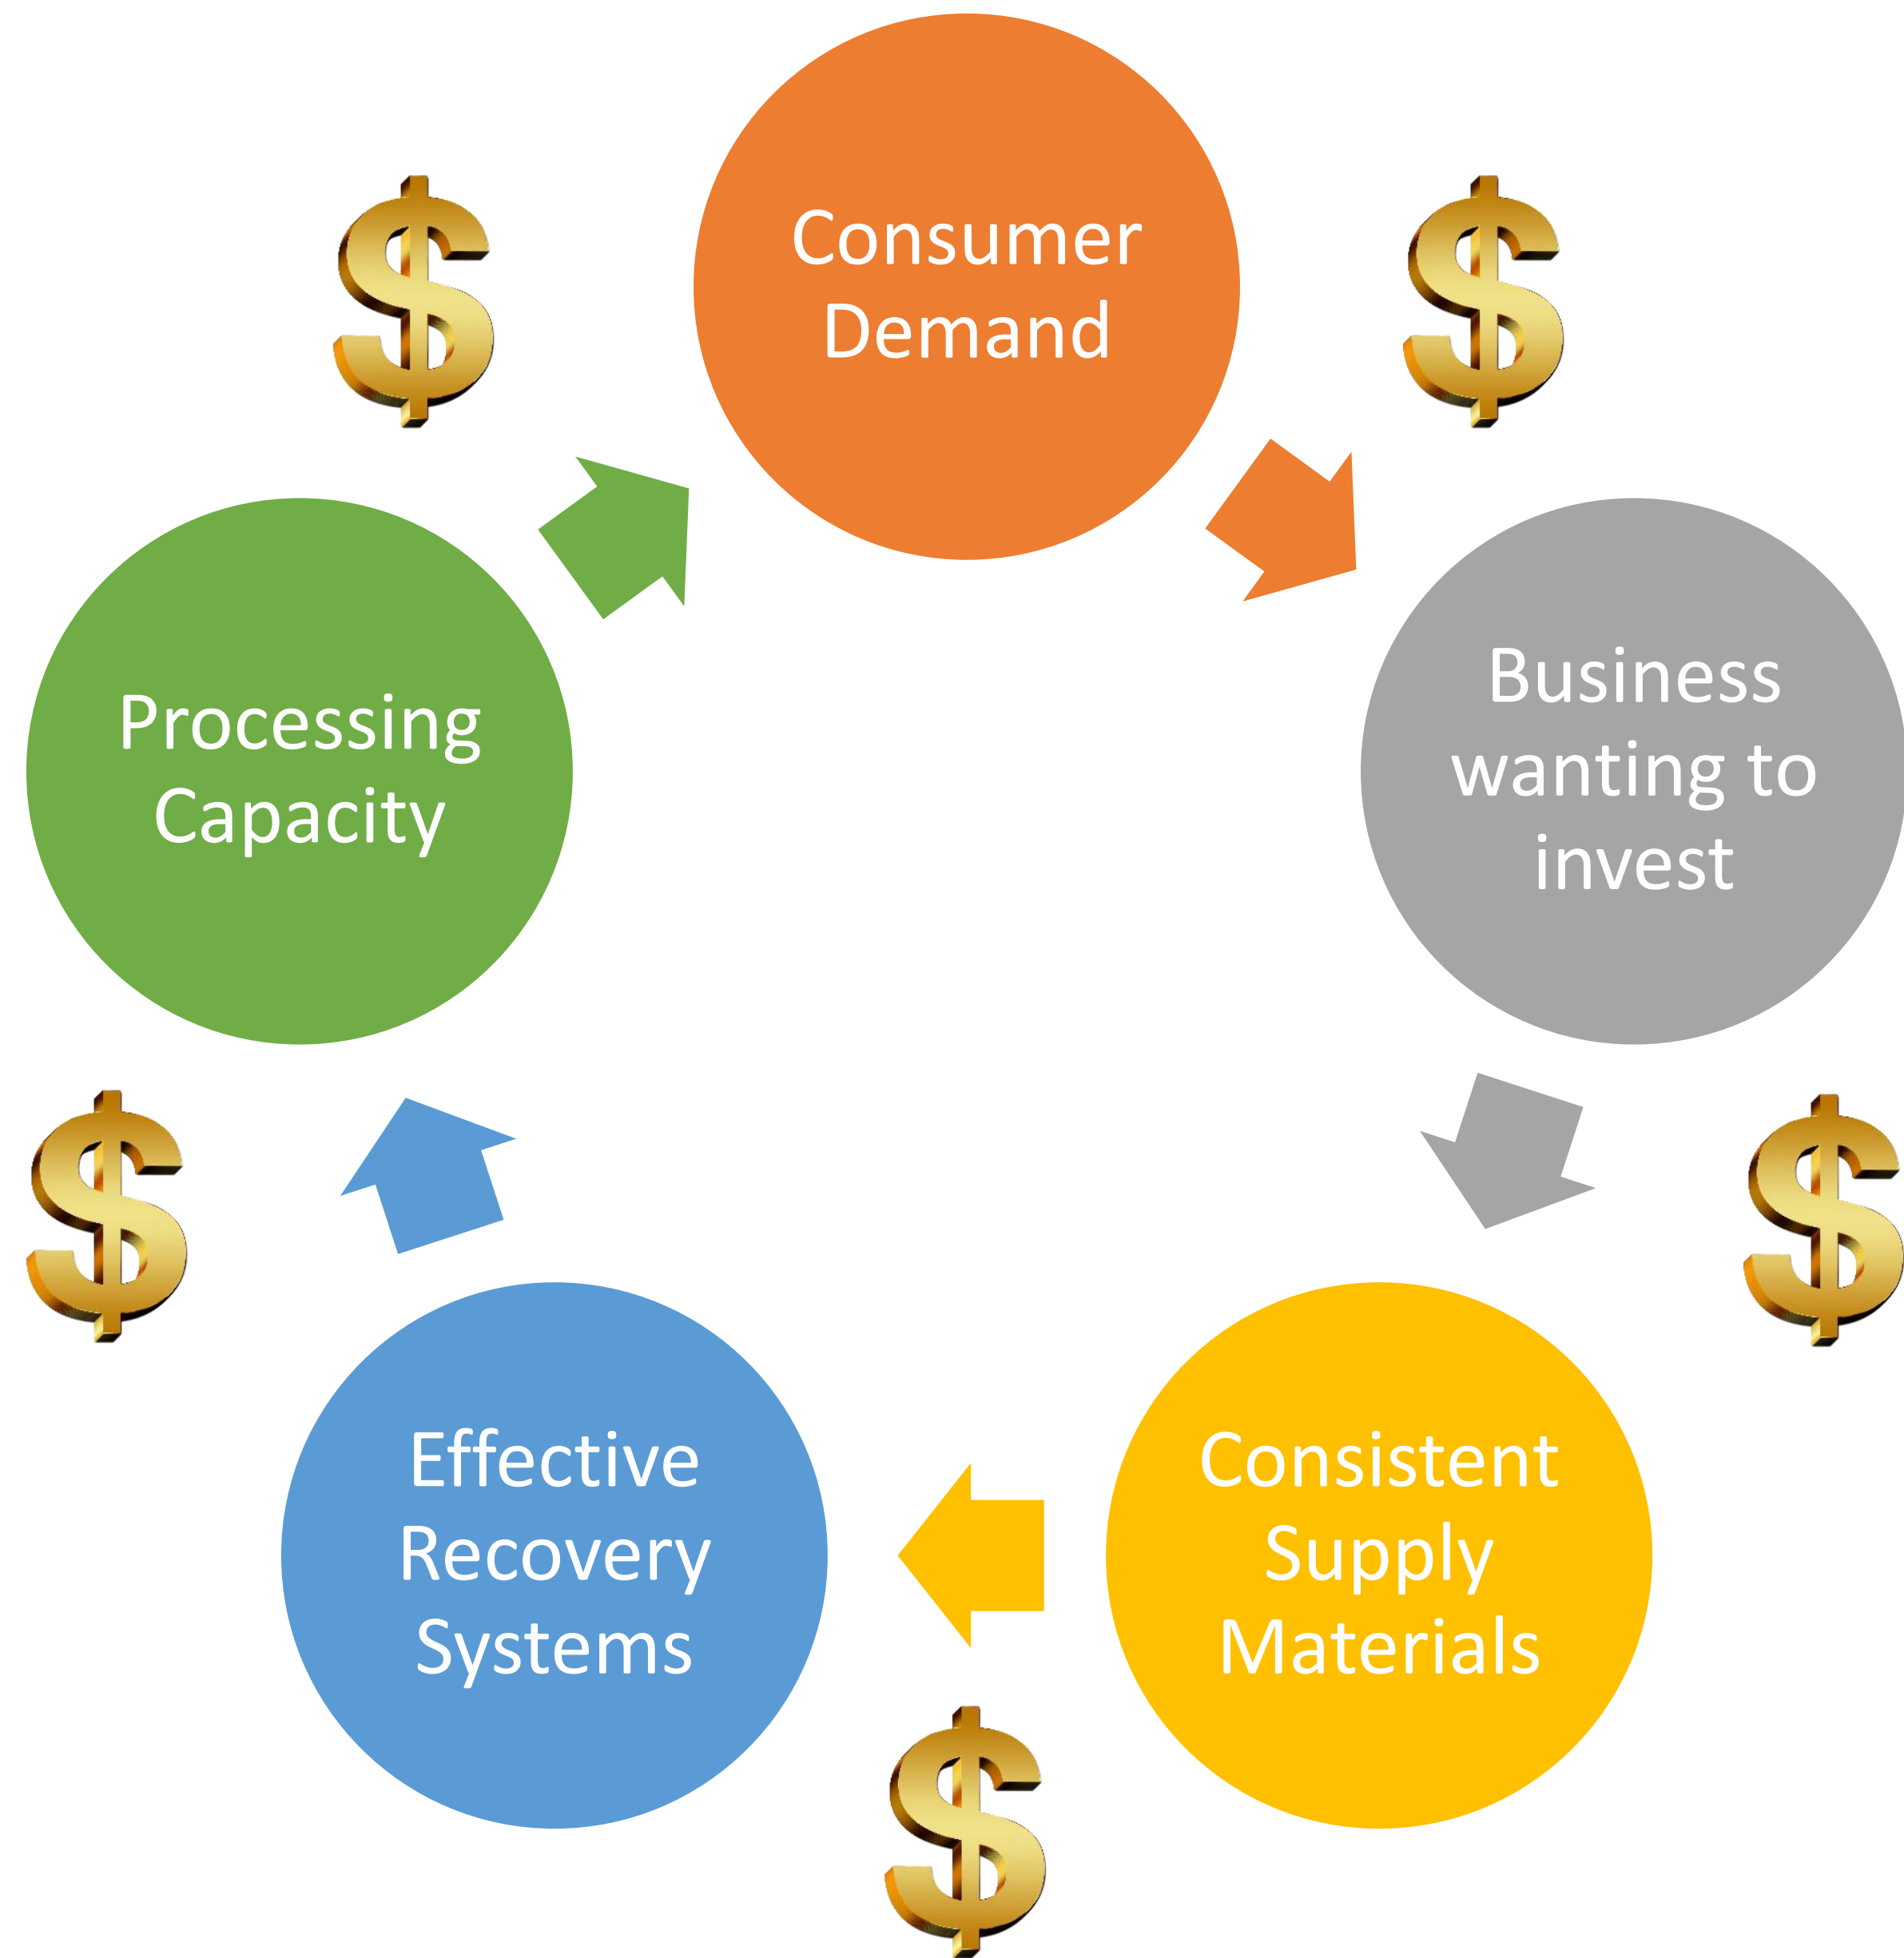 Consumer
Demand
Business
wanting to
invest
Consistent
Supply
Materials
Effective
Recovery
Systems
Processing
Capacity
$
$
$
$
$